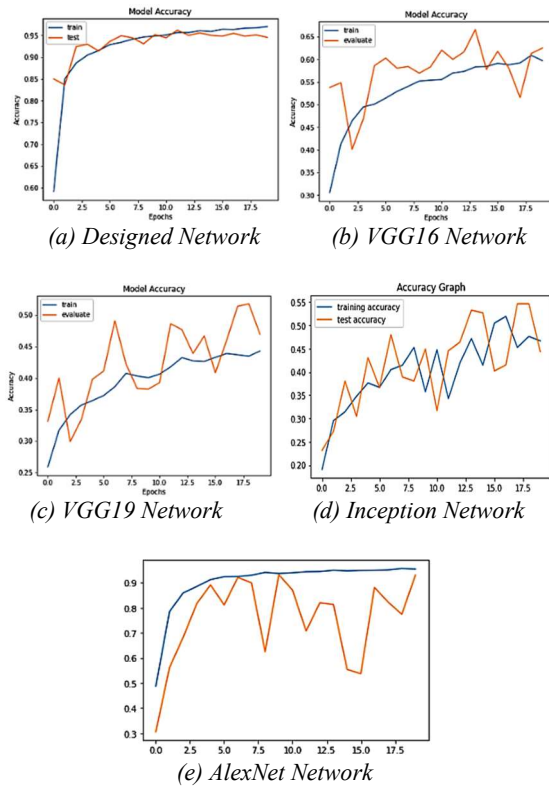 Model Accuracy
train
test
Accuracy
0.95
0.90
0.85
0.80
0.75
0.70
0.65
0.60
0.0 2.5 5.0 7.5 10.0 12.5 15.0 17.5
Epochs
(a) Designed Network
Model Accuracy
train
evaluate
Accuracy
0.65
0.60
0.55
0.50
0.45
0.40
0.35
0.30
0.0 2.5 5.0 7.5 10.0 12.5 15.0 17.5
Epochs
(b) VGG16 Network
Model Accuracy
train
evaluate
Accuracy
0.50
0.45
0.40
0.35
0.30
0.25
0.0 2.5 5.0 7.5 10.0 12.5 15.0 17.5
Epochs
(c) VGG19 Network
Accuracy Graph
training accuracy
test accuracy
0.55
0.50
0.45
0.40
0.35
0.30
0.25
0.20
0.0 2.5 5.0 7.5 10.0 12.5 15.0 17.5
(d) Inception Network
0.9
0.8
0.7
0.6
0.5
0.4
0.3
0.0 2.5 5.0 7.5 10.0 12.5 15.0 17.5
(e) AlexNet Network